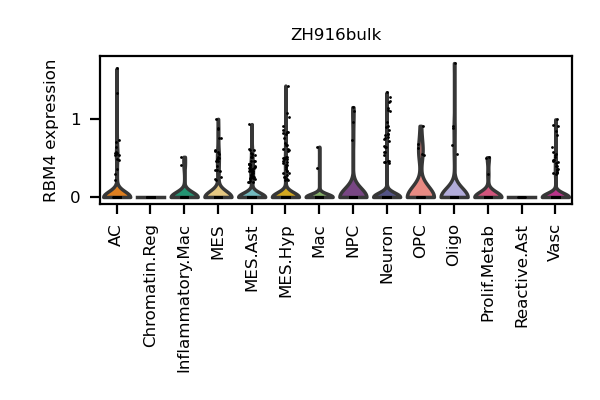 ZH916bulk
RBM4 expression
1
0
AC
Chromatin.Reg
Inflammatory.Mac
MES
MES.Ast
MES.Hyp
Mac
NPC
Neuron
OPC
Oligo
Prolif.Metab
Reactive.Ast
Vasc